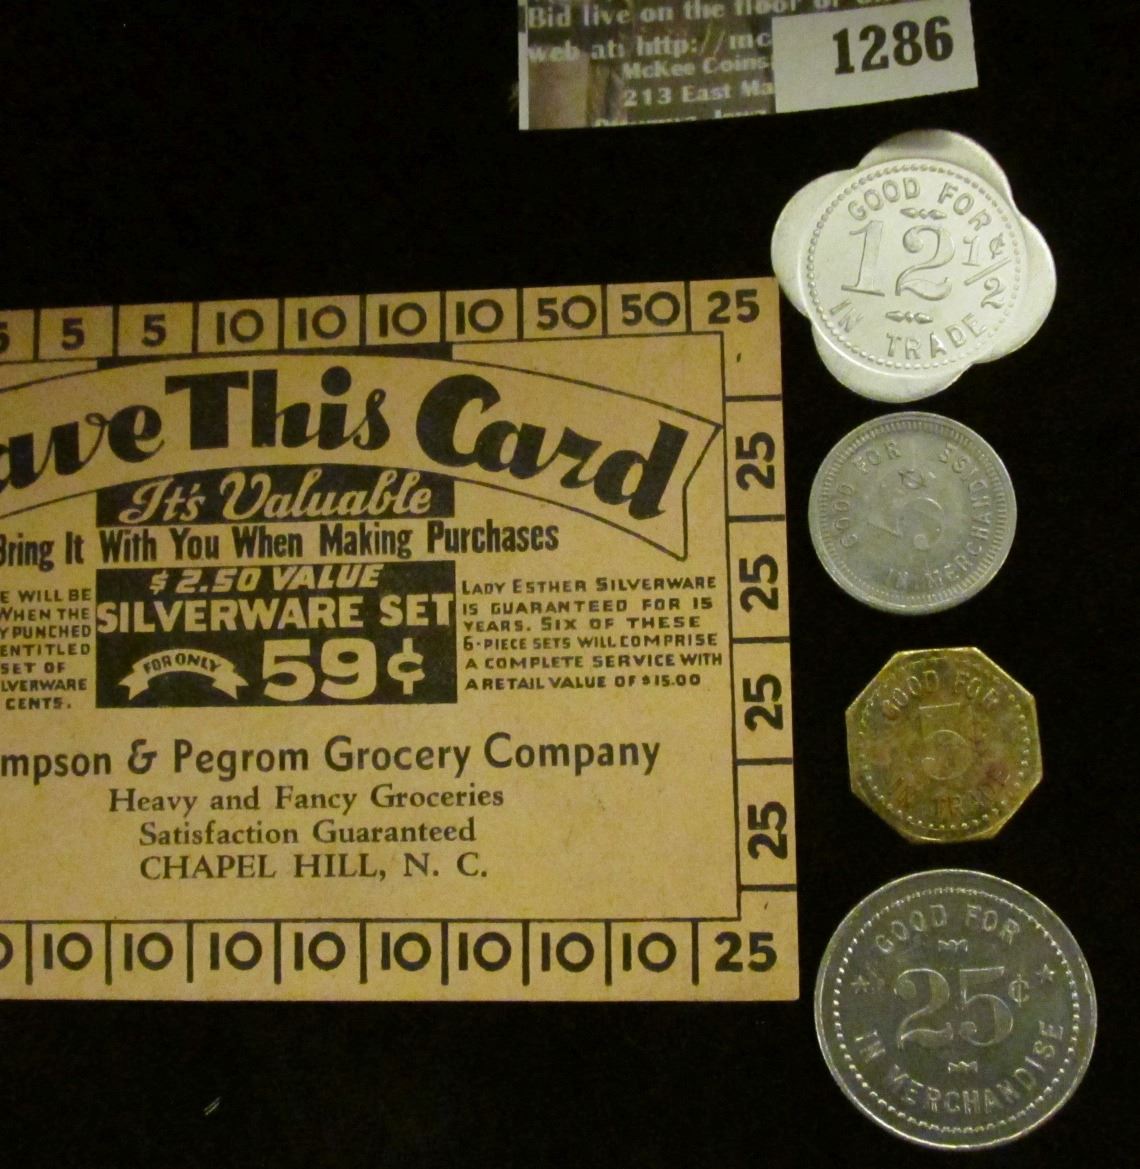 Bid live on the floor or
web at: http://mc
McKee Coins
213 East Ma
1286
5 5 5 10 10 10 10 50 50 25
ave This Card
It's Valuable
Bring It With You When Making Purchases
E WILL BE
WHEN THE
Y PUNCHED
ENTITLED
SET OF
LVERWARE
CENTS.
$2.50 VALUE
SILVERWARE SET
FOR ONLY
59¢
LADY ESTHER SILVERWARE
IS GUARANTEED FOR 15
YEARS. SIX OF THESE
6-PIECE SETS WILL COMPRISE
A COMPLETE SERVICE WITH
A RETAIL VALUE OF $15.00
mpson & Pegrom Grocery Company
Heavy and Fancy Groceries
Satisfaction Guaranteed
CHAPEL HILL, N. C.
25
25
25
25
0 10 10 10 10 10 10 10 10 25
GOOD FOR
12 1/2¢
IN TRADE
GOOD FOR
5¢
IN MERCHANDISE
GOOD FOR
5
IN TRADE
GOOD FOR
25¢
IN MERCHANDISE